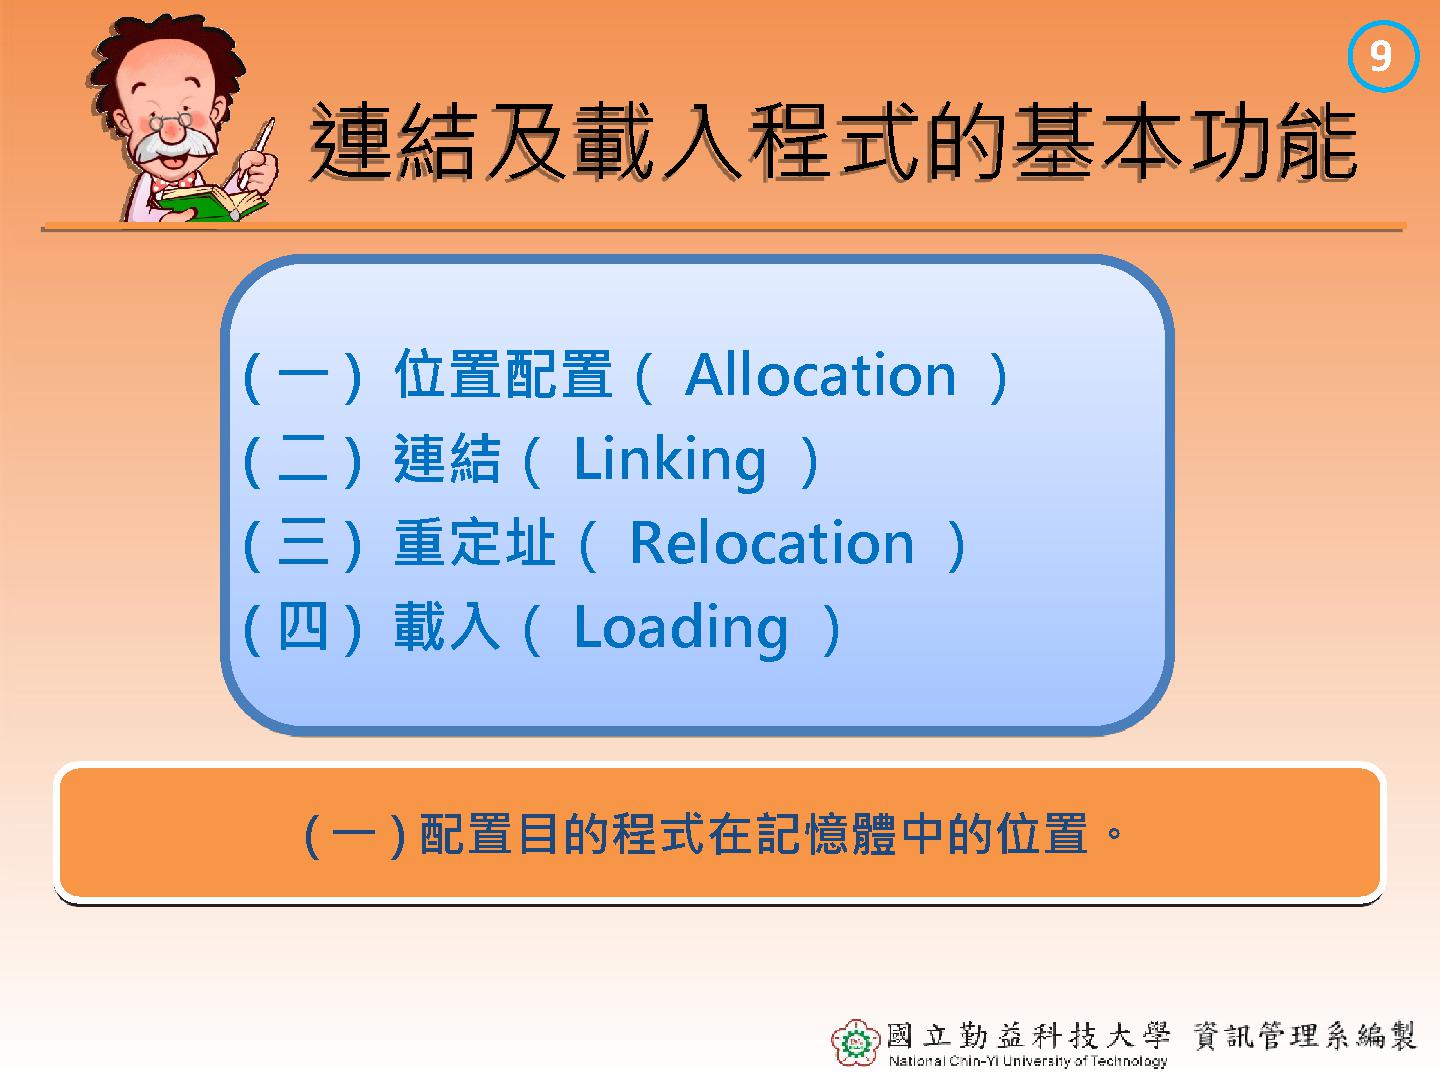 9
連結及載入程式的基本功能
(一) 位置配置( Allocation )
(二) 連結( Linking )
(三) 重定址( Relocation )
(四) 載入( Loading )
(一)配置目的程式在記憶體中的位置。
國立勤益科技大學 資訊管理系編製
National Chin-Yi University of Technology